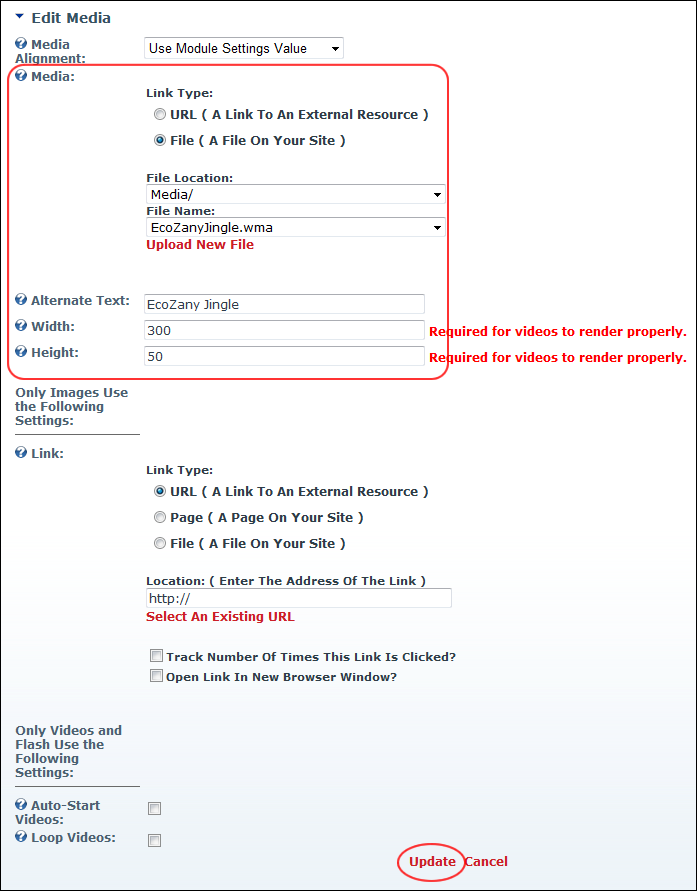 Edit Media
Media Alignment:
Use Module Settings Value
Media:
Link Type:
URL ( A Link To An External Resource )
File ( A File On Your Site )
File Location:
Media/
File Name:
EcoZanyJingle.wma
Upload New File
Alternate Text:
EcoZany Jingle
Width:
300
Required for videos to render properly.
Height:
50
Required for videos to render properly.
Only Images Use
the Following
Settings:
Link:
Link Type:
URL ( A Link To An External Resource )
Page ( A Page On Your Site )
File ( A File On Your Site )
Location: ( Enter The Address Of The Link )
http://
Select An Existing URL
Track Number Of Times This Link Is Clicked?
Open Link In New Browser Window?
Only Videos and
Flash Use the
Following
Settings:
Auto-Start
Videos:
Loop Videos:
Update Cancel